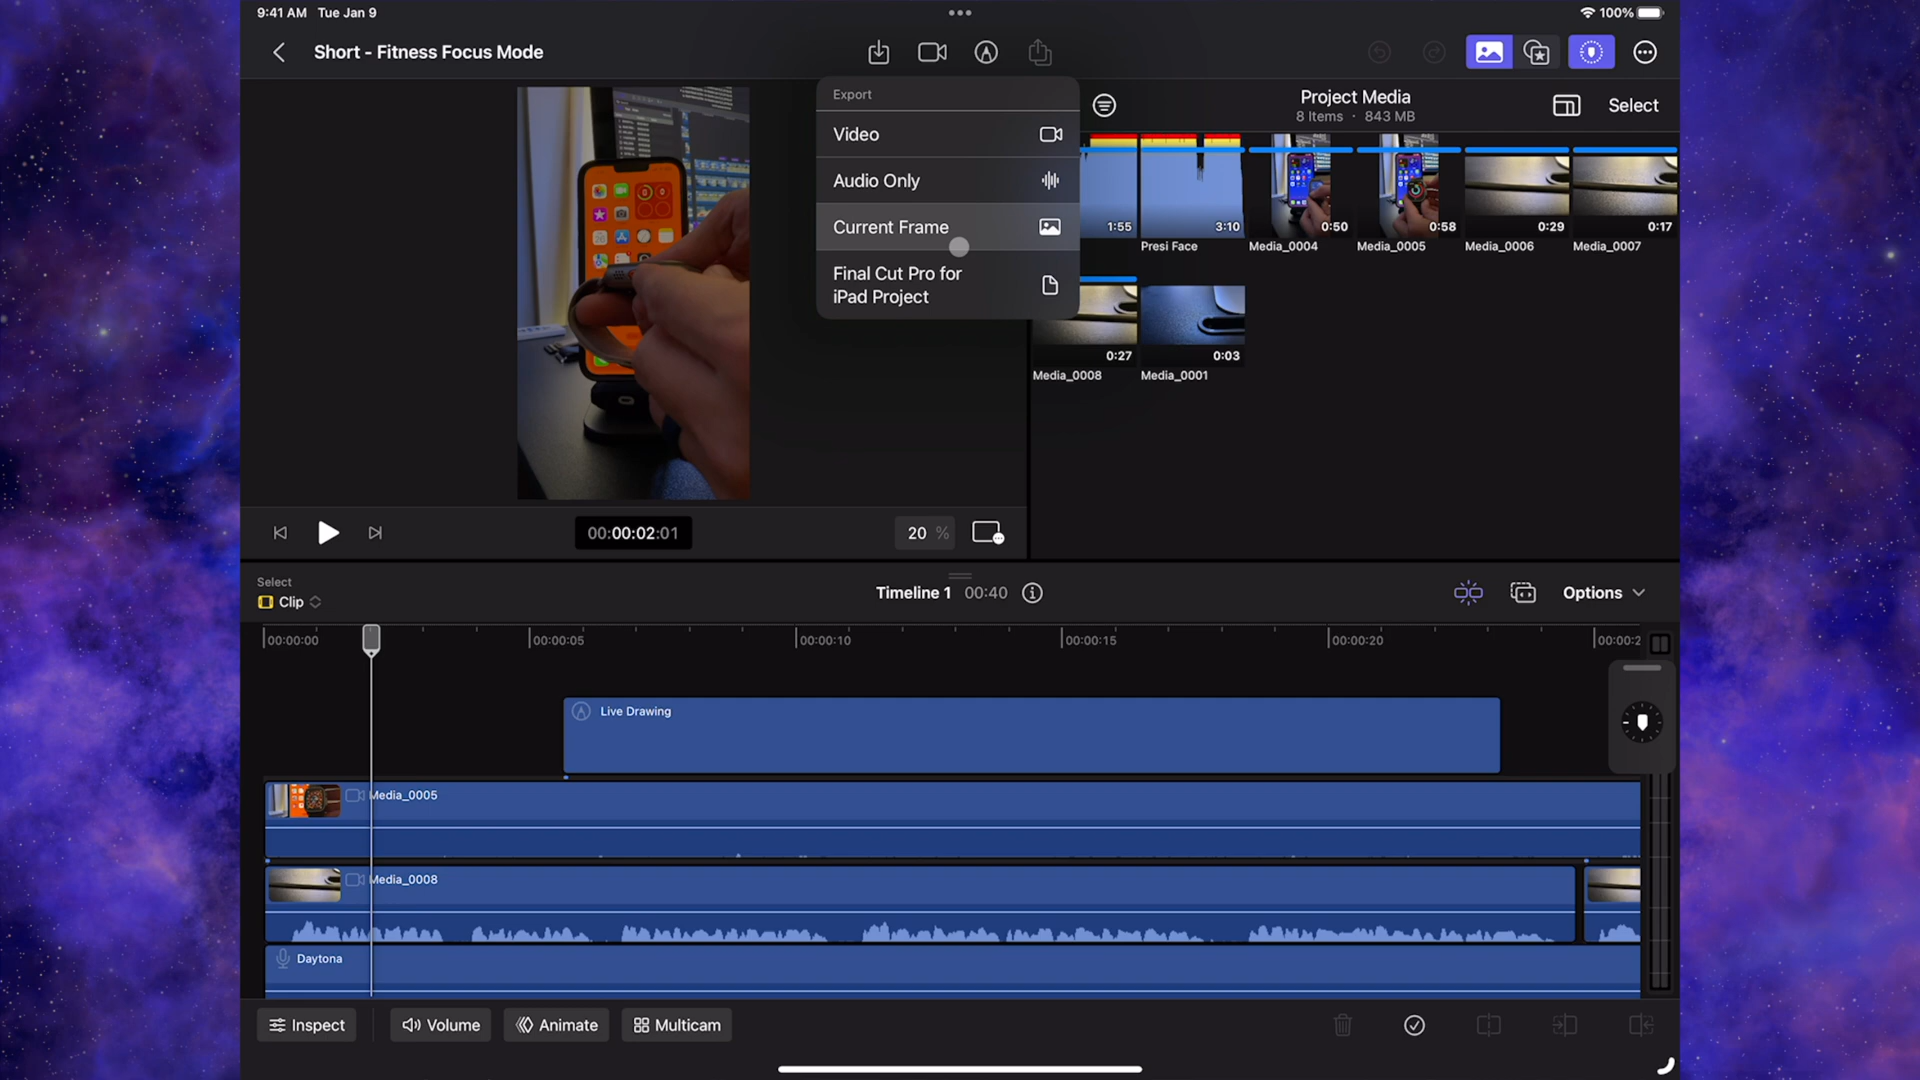 9:41 AM Tue Jan 9
100%
Short - Fitness Focus Mode
Export
Video
Audio Only
Current Frame
Final Cut Pro for
iPad Project
Project Media
8 Items · 843 MB
Select
1:55
3:10
0:50
0:58
0:29
0:17
Presi Face
Media_0004
Media_0005
Media_0006
Media_0007
0:27
0:03
Media_0008
Media_0001
00:00:02:01
20 %
Select
Clip
Timeline 1 00:40
Options
00:00:00
00:00:05
00:00:10
00:00:15
00:00:20
00:00:2
Live Drawing
Media_0005
Media_0008
Daytona
Inspect
Volume
Animate
Multicam